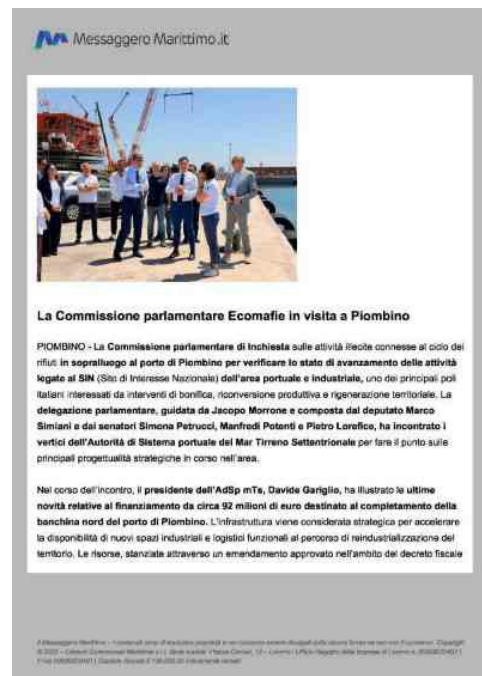 Messaggero Marittimo.it
La Commissione parlamentare Ecomafie in visita a Piombino
PIOMBINO - La Commissione parlamentare di Inchiesta sulle attività illecite connesse al ciclo dei
rifiuti in sopralluogo al porto di Piombino per verificare lo stato di avanzamento delle attività
legate al SIN (Sito di Interesse Nazionale) dell'area portuale e industriale, uno dei principali poli
italiani interessati da interventi di bonifica, riconversione produttiva e rigenerazione territoriale. La
delegazione parlamentare, guidata da Jacopo Morrone e composta dal deputato Marco
Simiani e dai senatori Simona Petrucci, Manfredi Potenti e Pietro Lorefice, ha incontrato i
vertici dell'Autorità di Sistema portuale del Mar Tirreno Settentrionale per fare il punto sulle
principali progettualità strategiche in corso nell'area.
Nel corso dell'incontro, il presidente dell'AdSp mTs, Davide Gariglio, ha illustrato le ultime
novità relative al finanziamento da circa 92 milioni di euro destinato al completamento della
banchina nord del porto di Piombino. L'infrastruttura viene considerata strategica per accelerare
la disponibilità di nuovi spazi industriali e logistici funzionali al percorso di reindustrializzazione del
territorio. Le risorse, stanziate attraverso un emendamento approvato nell'ambito del decreto fiscale